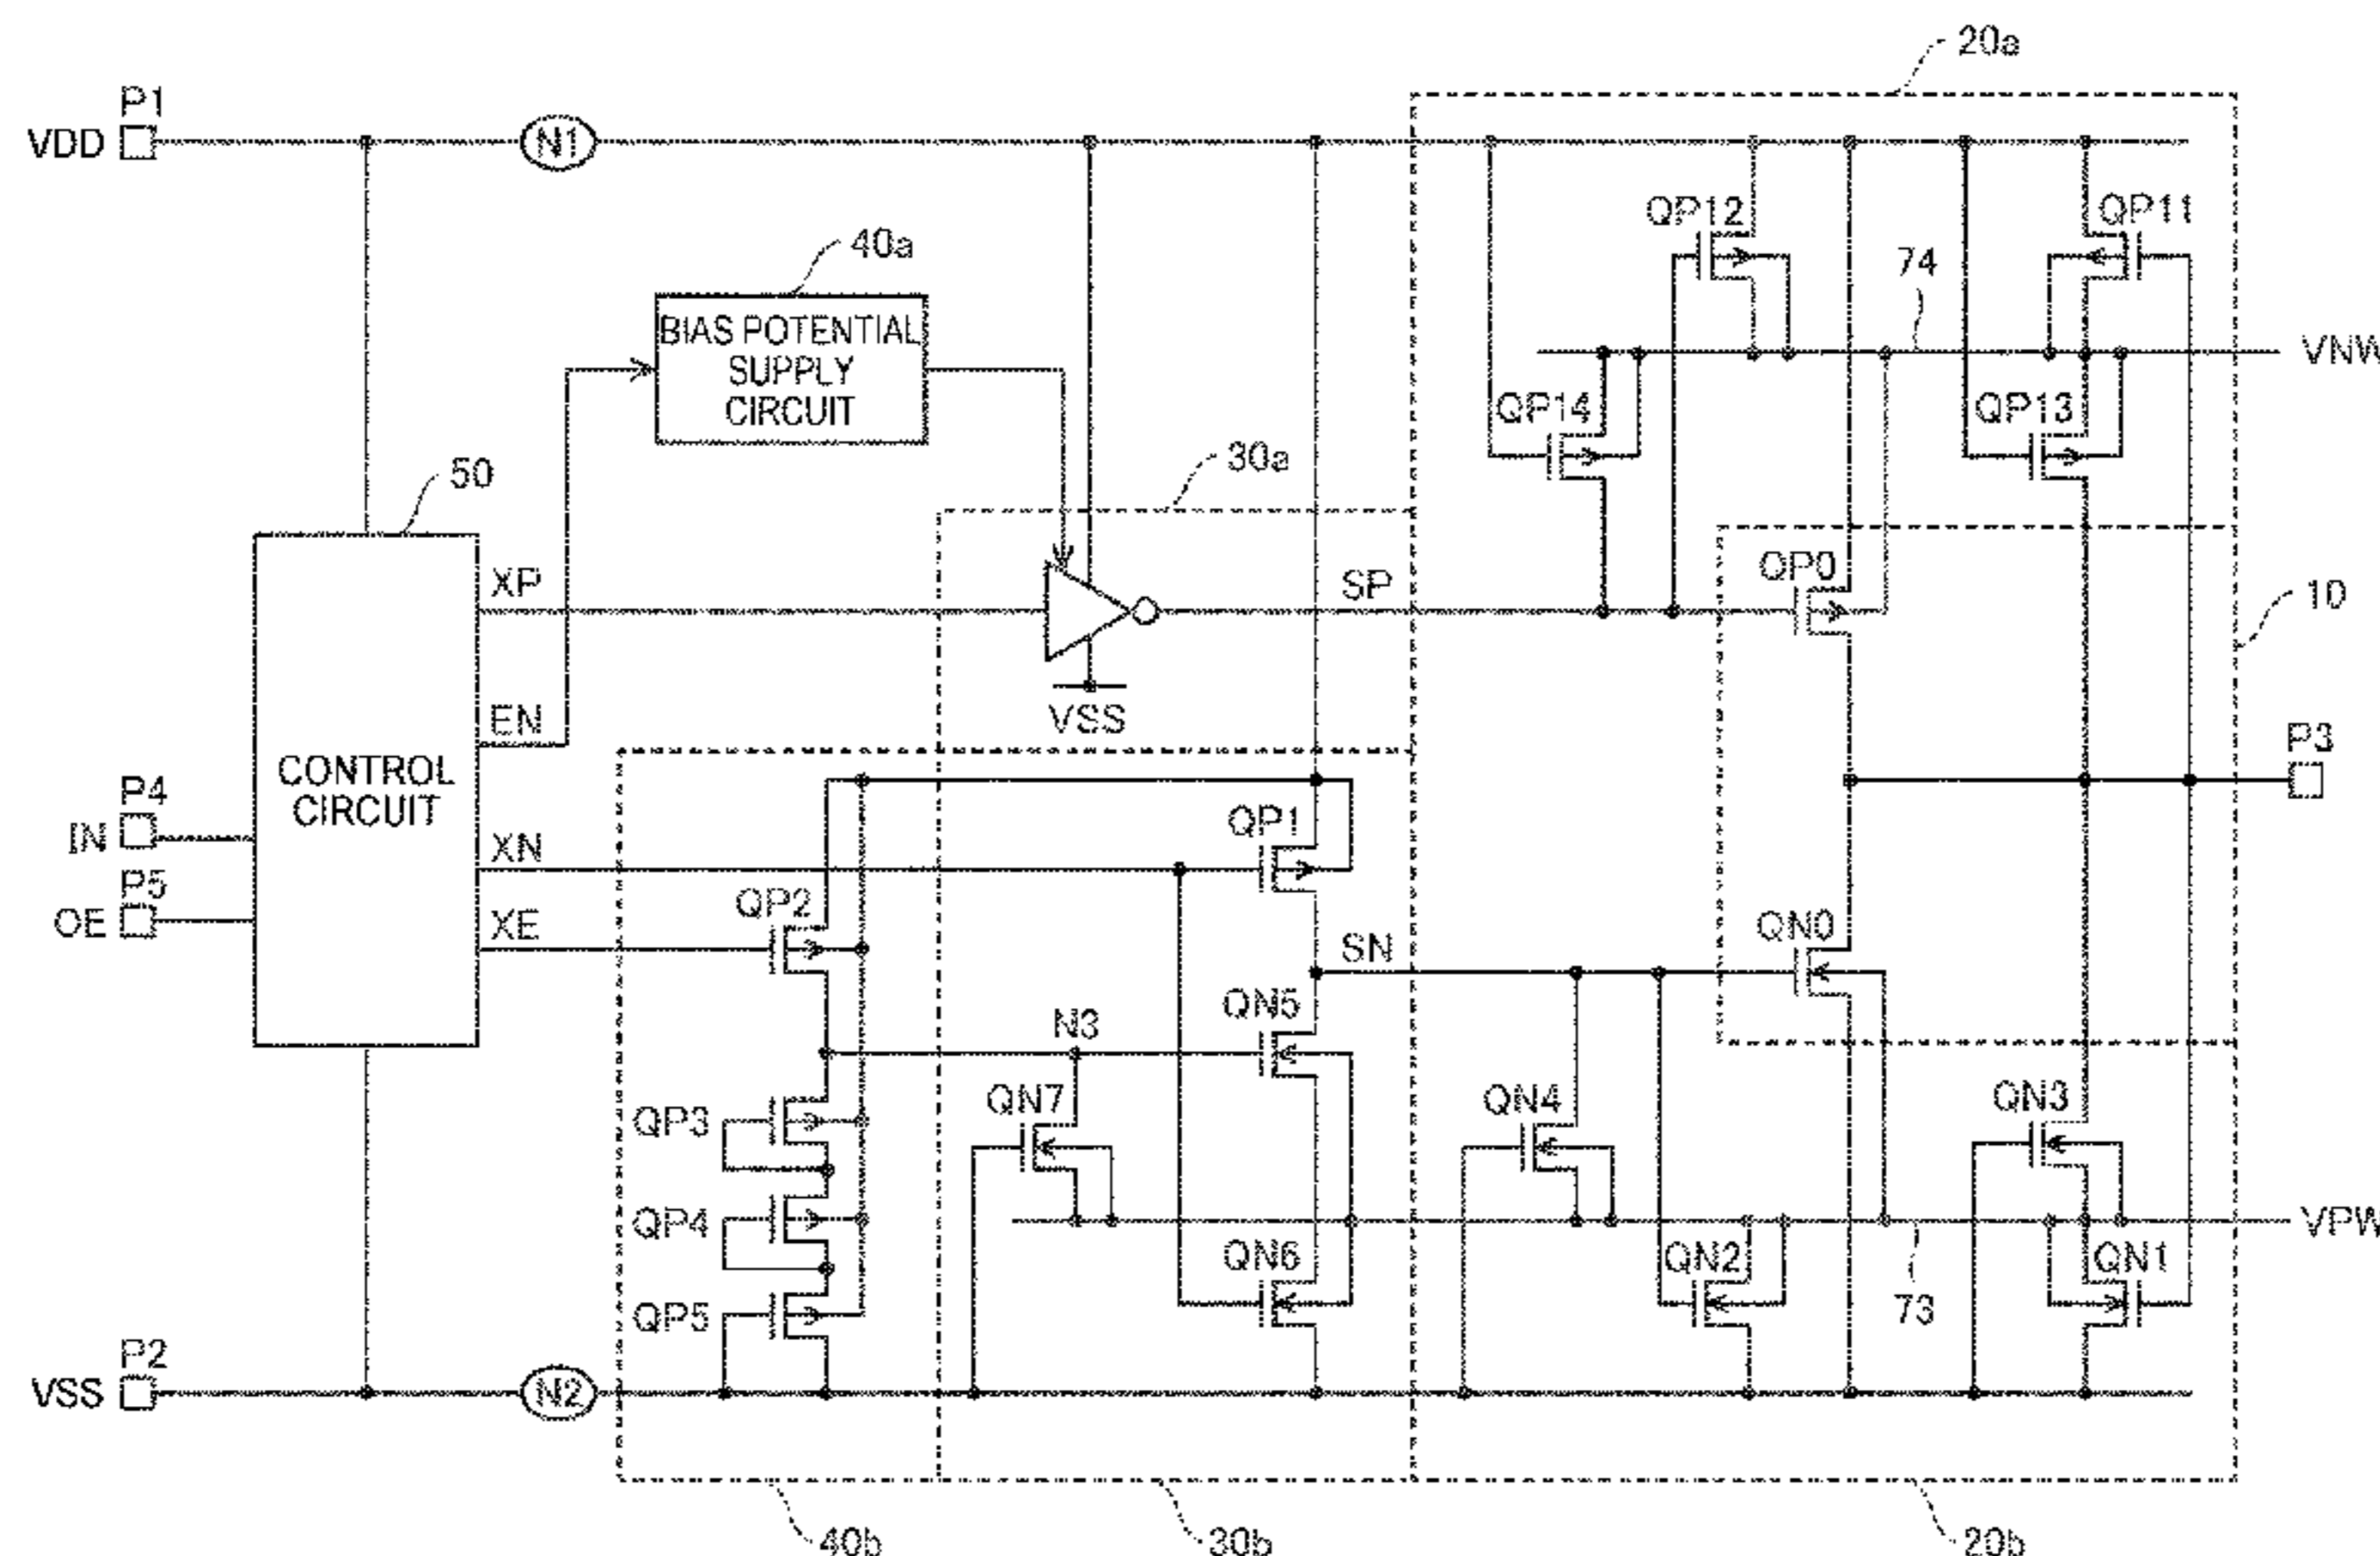 20a
P1
VDD
N1
QP12
QP11
40a
74
BIAS POTENTIAL
SUPPLY
CIRCUIT
VNW
QP14
QP13
50
30a
XP
SP
QP0
10
EN
VSS
P3
CONTROL
CIRCUIT
P4
IN
QP1
XN
P5
OE
QP2
XE
SN
QN0
QN5
N3
QP3
QN7
QN4
QN3
QP4
VPW
QN6
QN2
QN1
QP5
73
P2
VSS
N2
40b
30b
20b